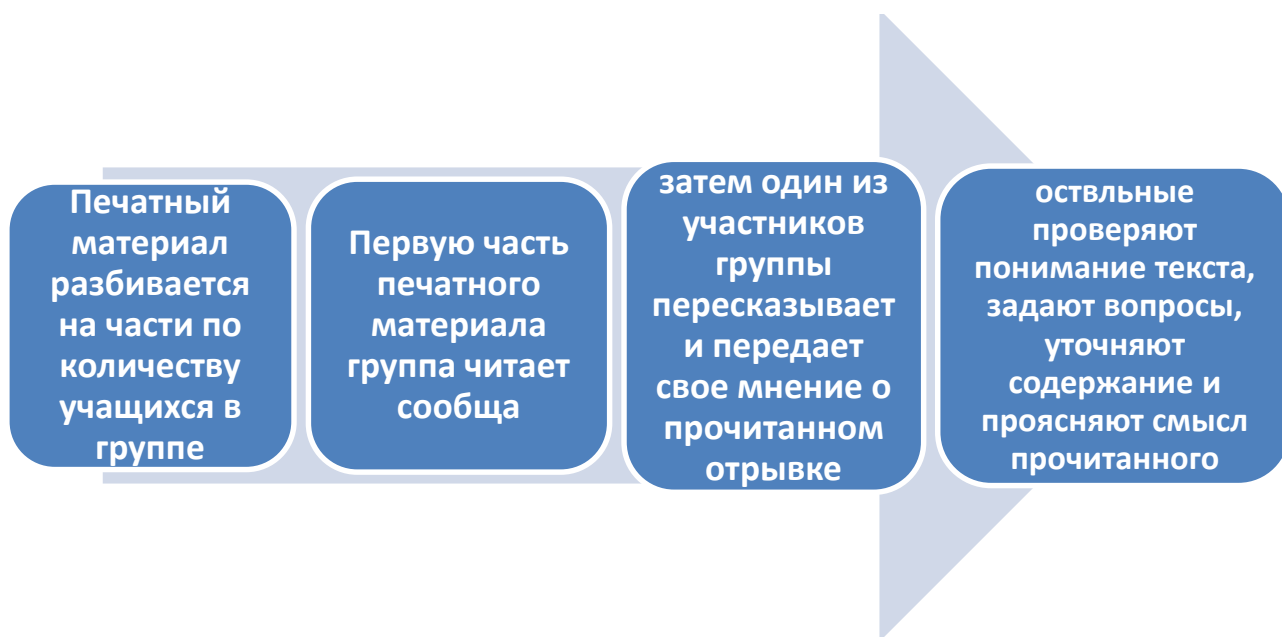 Печатный
материал
разбивается
на части по
количеству
учащихся в
группе
Первую часть
печатного
материала
группа читает
сообща
затем один из
участников
группы
пересказывает
и передает
свое мнение о
прочитанном
отрывке
оствльные
проверяют
понимание текста,
задают вопросы,
уточняют
содержание и
проясняют смысл
прочитанного